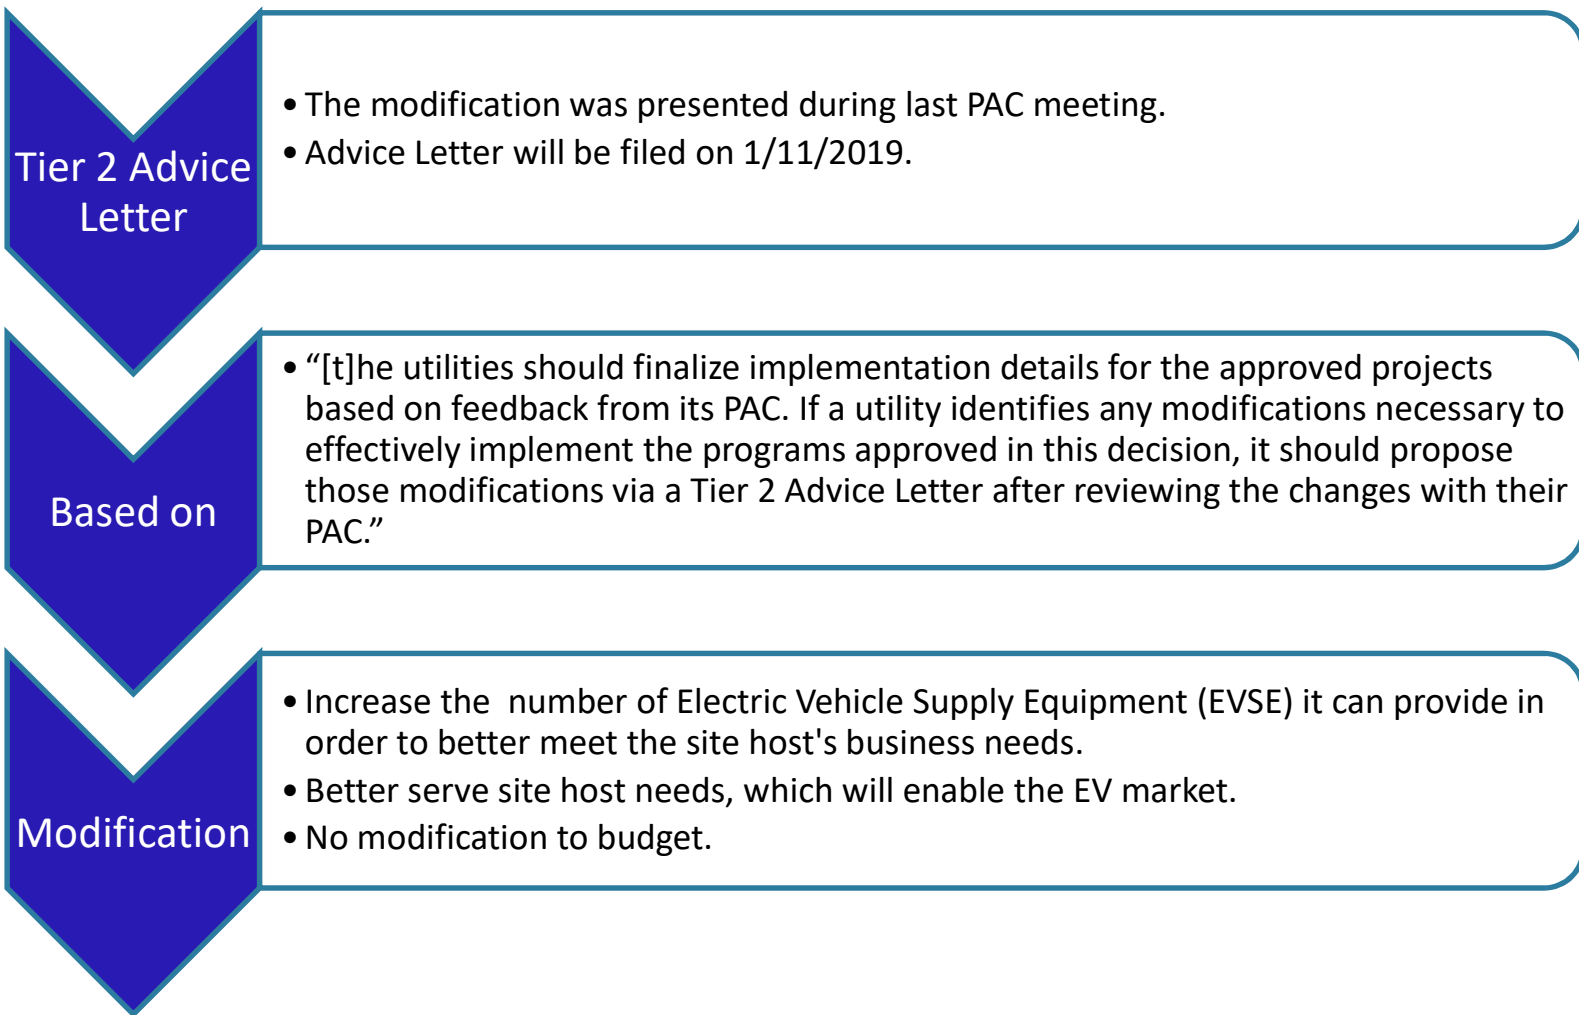 Tier 2 Advice
Letter
• The modification was presented during last PAC meeting.
• Advice Letter will be filed on 1/11/2019.
Based on
• “[t]he utilities should finalize implementation details for the approved projects
based on feedback from its PAC. If a utility identifies any modifications necessary to
effectively implement the programs approved in this decision, it should propose
those modifications via a Tier 2 Advice Letter after reviewing the changes with their
PAC.”
Modification
• Increase the  number of Electric Vehicle Supply Equipment (EVSE) it can provide in
order to better meet the site host's business needs.
• Better serve site host needs, which will enable the EV market.
• No modification to budget.